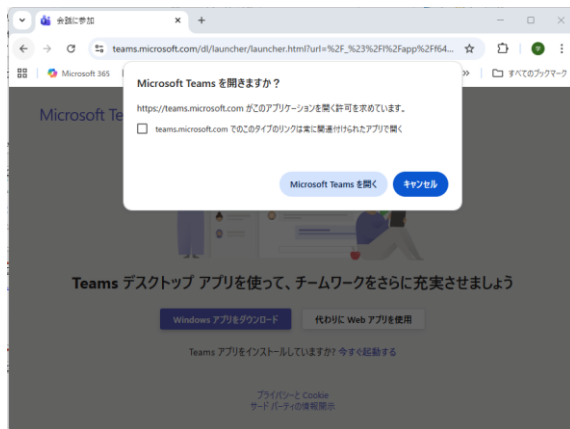 会議に参加
teams.microsoft.com/dl/launcher/launcher.html?url=%2F_%23%2Fl%2Fapp%2Ff64...
Microsoft 365
すべてのブックマーク
Microsoft Teams を開きますか？
https://teams.microsoft.com がこのアプリケーションを開く許可を求めています。
teams.microsoft.com でのこのタイプのリンクは常に関連付けられたアプリで開く
Microsoft Teams を開く
キャンセル
Microsoft Te
Teams デスクトップ アプリを使って、チームワークをさらに充実させましょう
Windows アプリをダウンロード
代わりに Web アプリを使用
Teams アプリをインストールしていますか? 今すぐ起動する
プライバシーと Cookie
サード パーティの情報開示